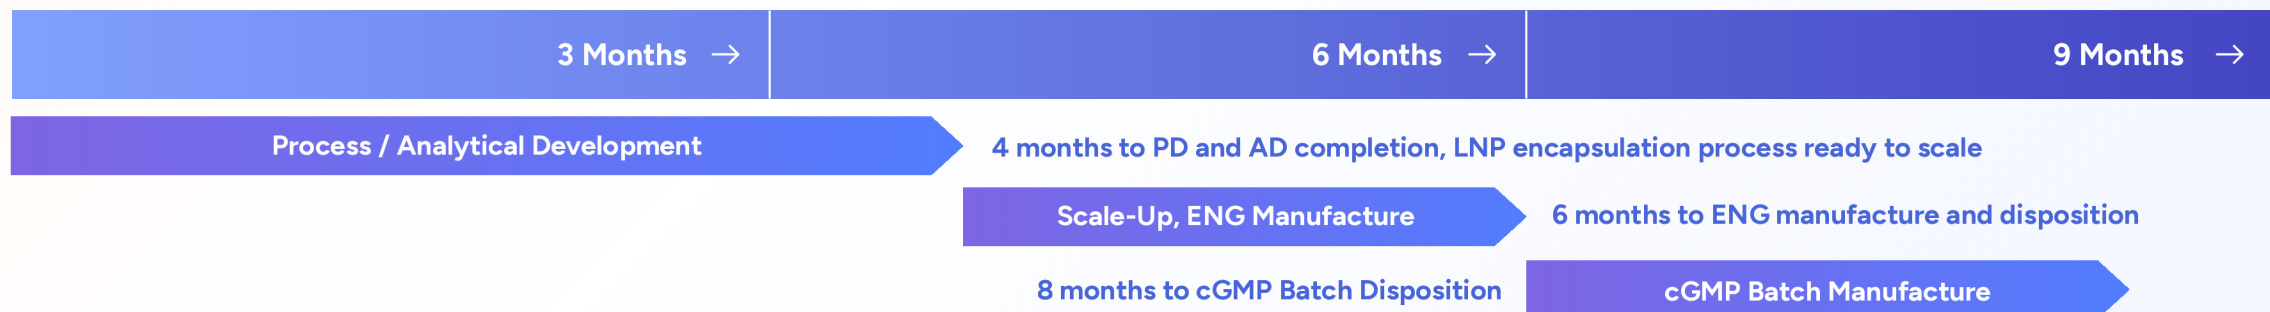 3 Months →
6 Months →
9 Months →
Process / Analytical Development
4 months to PD and AD completion, LNP encapsulation process ready to scale
Scale-Up, ENG Manufacture
6 months to ENG manufacture and disposition
8 months to cGMP Batch Disposition
cGMP Batch Manufacture